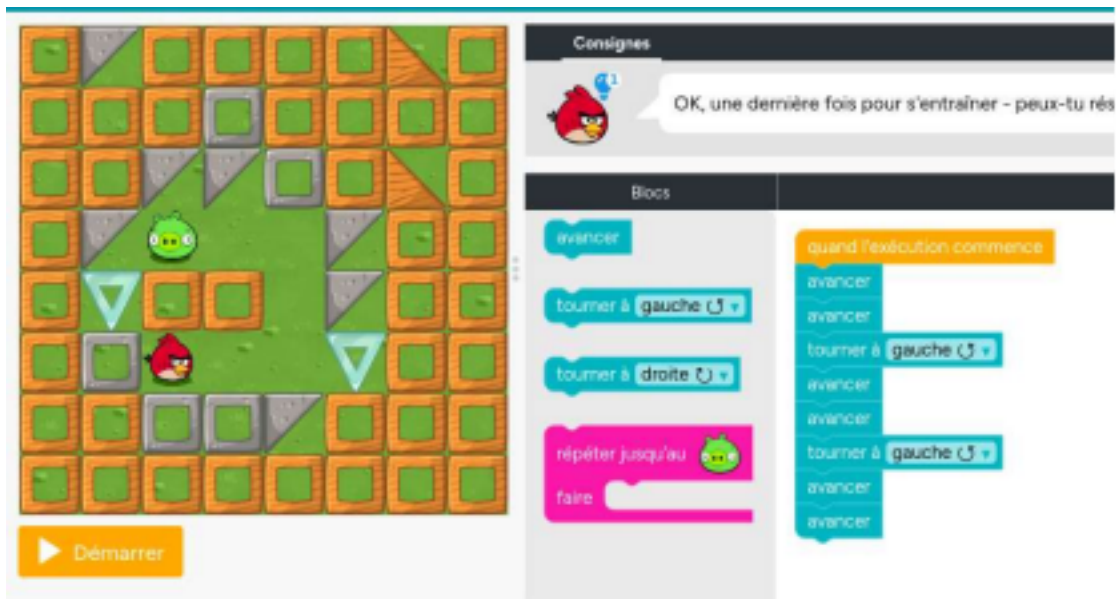 Consignes
1
OK, une dernière fois pour s'entraîner - peux-tu rés
Blocs
avancer
tourner à gauche
tourner à droite
répéter jusqu'au
faire
quand l'exécution commence
avancer
avancer
tourner à gauche
avancer
avancer
tourner à gauche
avancer
avancer
Démarrer